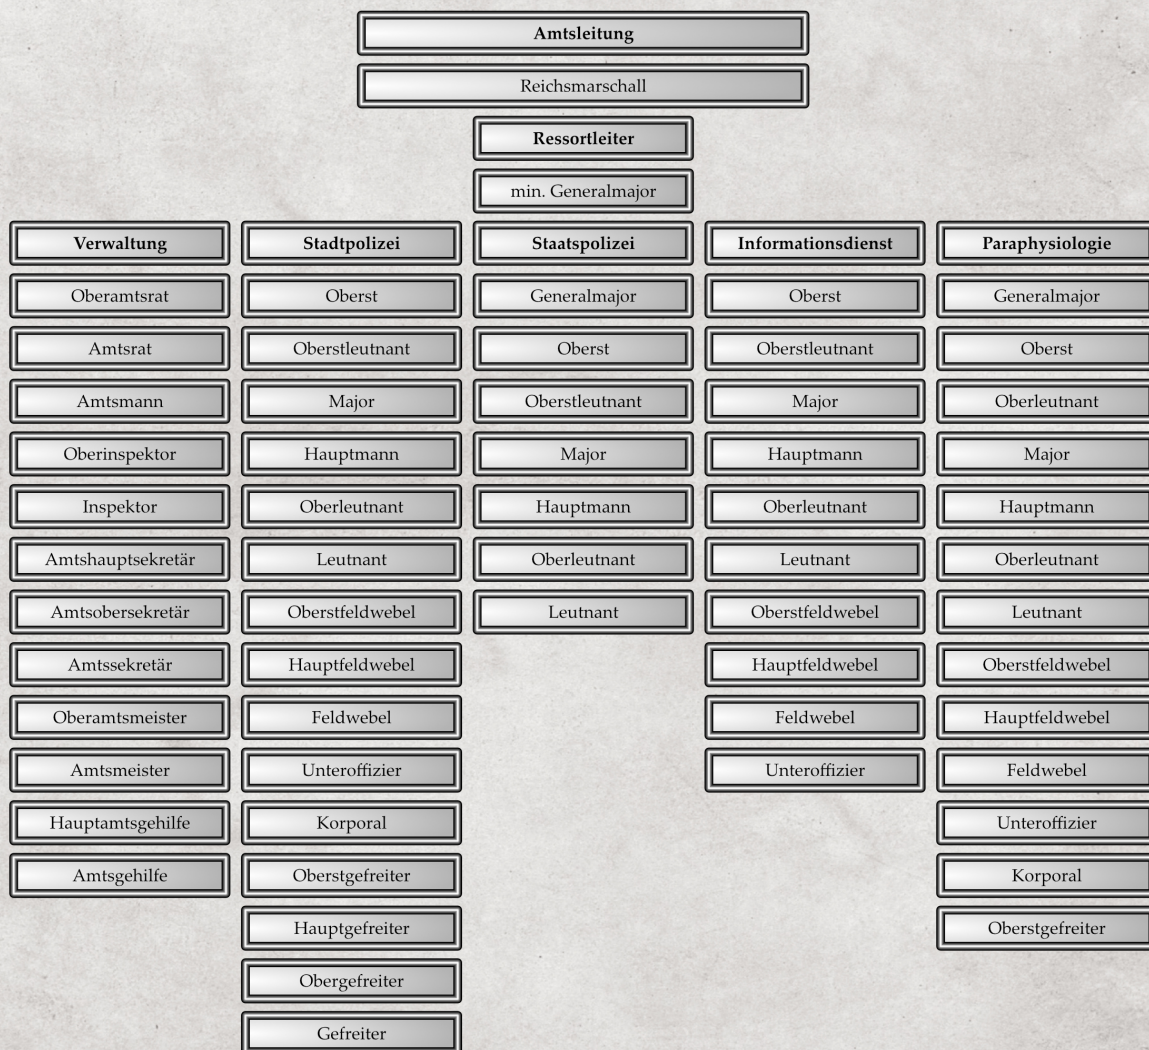 Amtsleitung
Reichsmarschall
Ressortleiter
min. Generalmajor
Verwaltung
Oberamtsrat
Amtsrat
Amtsmann
Oberinspektor
Inspektor
Amtshauptsekretär
Amtsobersekretär
Amtssekretär
Oberamtsmeister
Amtsmeister
Hauptamtsgehilfe
Amtsgehilfe
Stadtpolizei
Oberst
Oberstleutnant
Major
Hauptmann
Oberleutnant
Leutnant
Oberstfeldwebel
Hauptfeldwebel
Feldwebel
Unteroffizier
Korporal
Oberstgefreiter
Hauptgefreiter
Obergefreiter
Gefreiter
Staatspolizei
Generalmajor
Oberst
Oberstleutnant
Major
Hauptmann
Oberleutnant
Leutnant
Informationsdienst
Oberst
Oberstleutnant
Major
Hauptmann
Oberleutnant
Leutnant
Oberstfeldwebel
Hauptfeldwebel
Feldwebel
Unteroffizier
Paraphysiologie
Generalmajor
Oberst
Oberleutnant
Major
Hauptmann
Oberleutnant
Leutnant
Oberstfeldwebel
Hauptfeldwebel
Feldwebel
Unteroffizier
Korporal
Oberstgefreiter